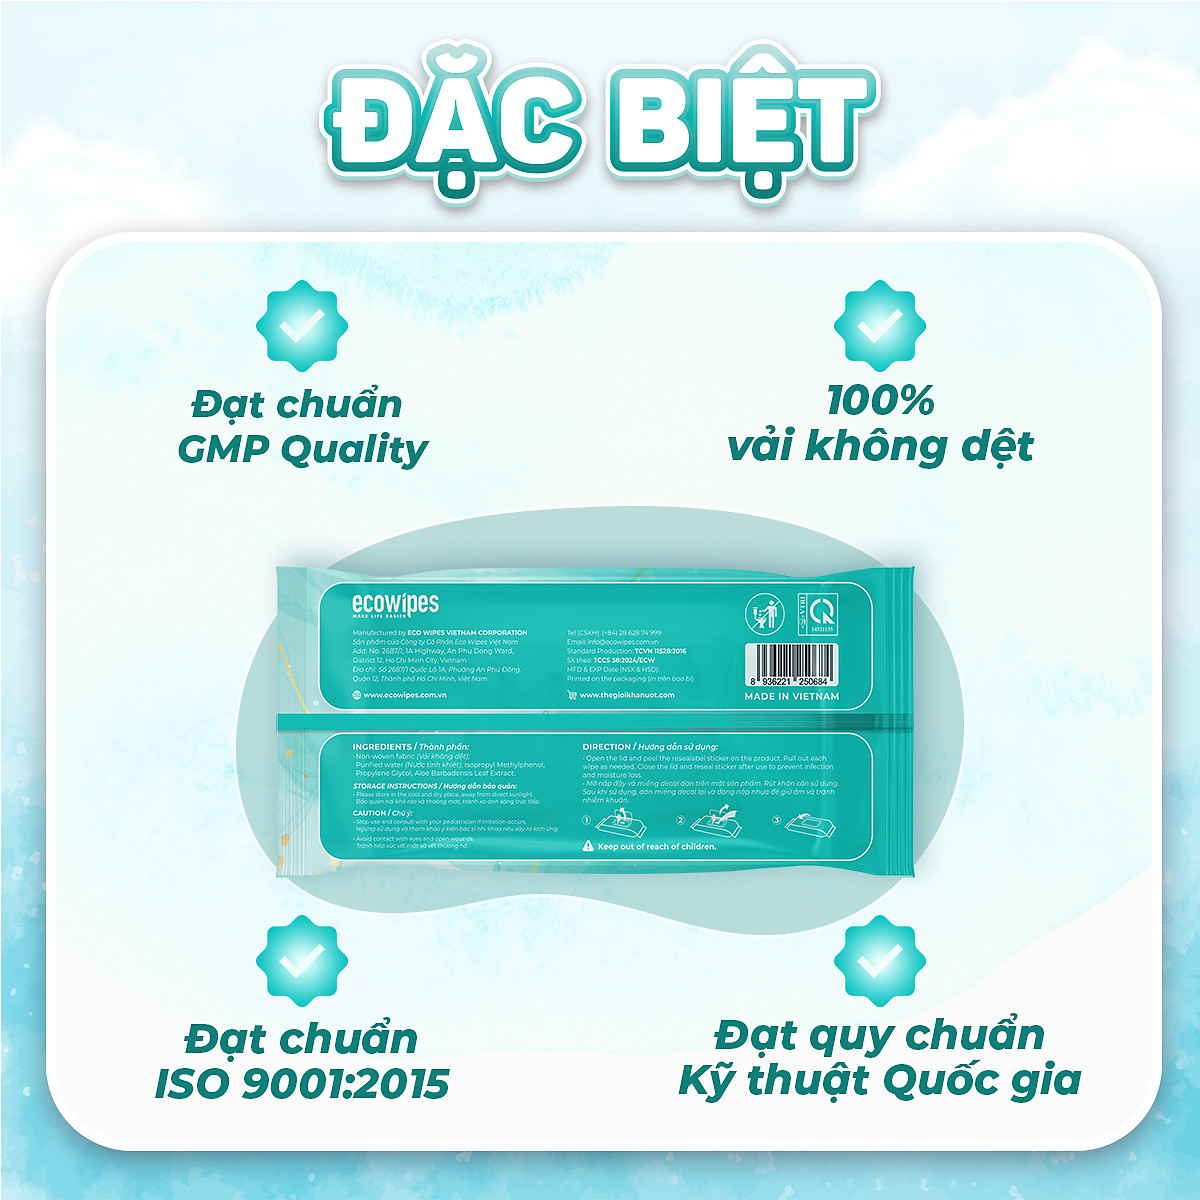 ĐẶC BIỆT
Đạt chuẩn
GMP Quality
100%
vải không dệt
ecowipes
MAKE LIFE EASIER
Manufactured by ECO WIPES VIETNAM CORPORATION
Sản phẩm của Công ty Cổ Phần Eco Wipes Việt Nam
Add: No. 2687/1, 1A Highway, An Phu Dong Ward,
District 12, Ho Chi Minh City, Vietnam
Địa chỉ: Số 2687/1 Quốc Lộ 1A, Phường An Phú Đông,
Quận 12, Thành phố Hồ Chí Minh, Việt Nam
www.ecowipes.com.vn
Tel (CSKH): (+84) 28 628 74 999
Email: info@ecowipes.com.vn
Standard Production: TCVN 11528:2016
SX theo: TCCS 38:2024/ECW
MFD & EXP Date (NSX & HSD):
Printed on the packaging (In trên bao bì)
www.thegioikhanuot.com
VTRI
14521135
8 936221 250684
MADE IN VIETNAM
INGREDIENTS / Thành phần:
• Non-woven fabric (Vải không dệt),
Purified water (Nước tinh khiết), Isopropyl Methylphenol,
Propylene Glycol, Aloe Barbadensis Leaf Extract.
STORAGE INSTRUCTIONS / Hướng dẫn bảo quản:
• Please store in the cool and dry place, away from direct sunlight.
Bảo quản nơi khô ráo và thoáng mát, tránh xa ánh sáng trực tiếp.
CAUTION / Chú ý:
• Stop use and consult with your pediatrician if irritation occurs.
Ngừng sử dụng và tham khảo ý kiến bác sĩ nhi khoa nếu xảy ra kích ứng.
• Avoid contact with eyes and open wounds.
Tránh tiếp xúc với mắt và vết thương hở.
DIRECTION / Hướng dẫn sử dụng:
• Open the lid and peel the resealabel sticker on the product. Pull out each
wipe as needed. Close the lid and reseal sticker after use to prevent infection
and moisture loss.
• Mở nắp đậy và miếng decal dán trên mặt sản phẩm. Rút khăn cần sử dụng.
Sau khi sử dụng, dán miếng decal lại và đóng nắp nhựa để giữ ẩm và tránh
nhiễm khuẩn.
1 2 3
Keep out of reach of children.
Đạt chuẩn
ISO 9001:2015
Đạt quy chuẩn
Kỹ thuật Quốc gia